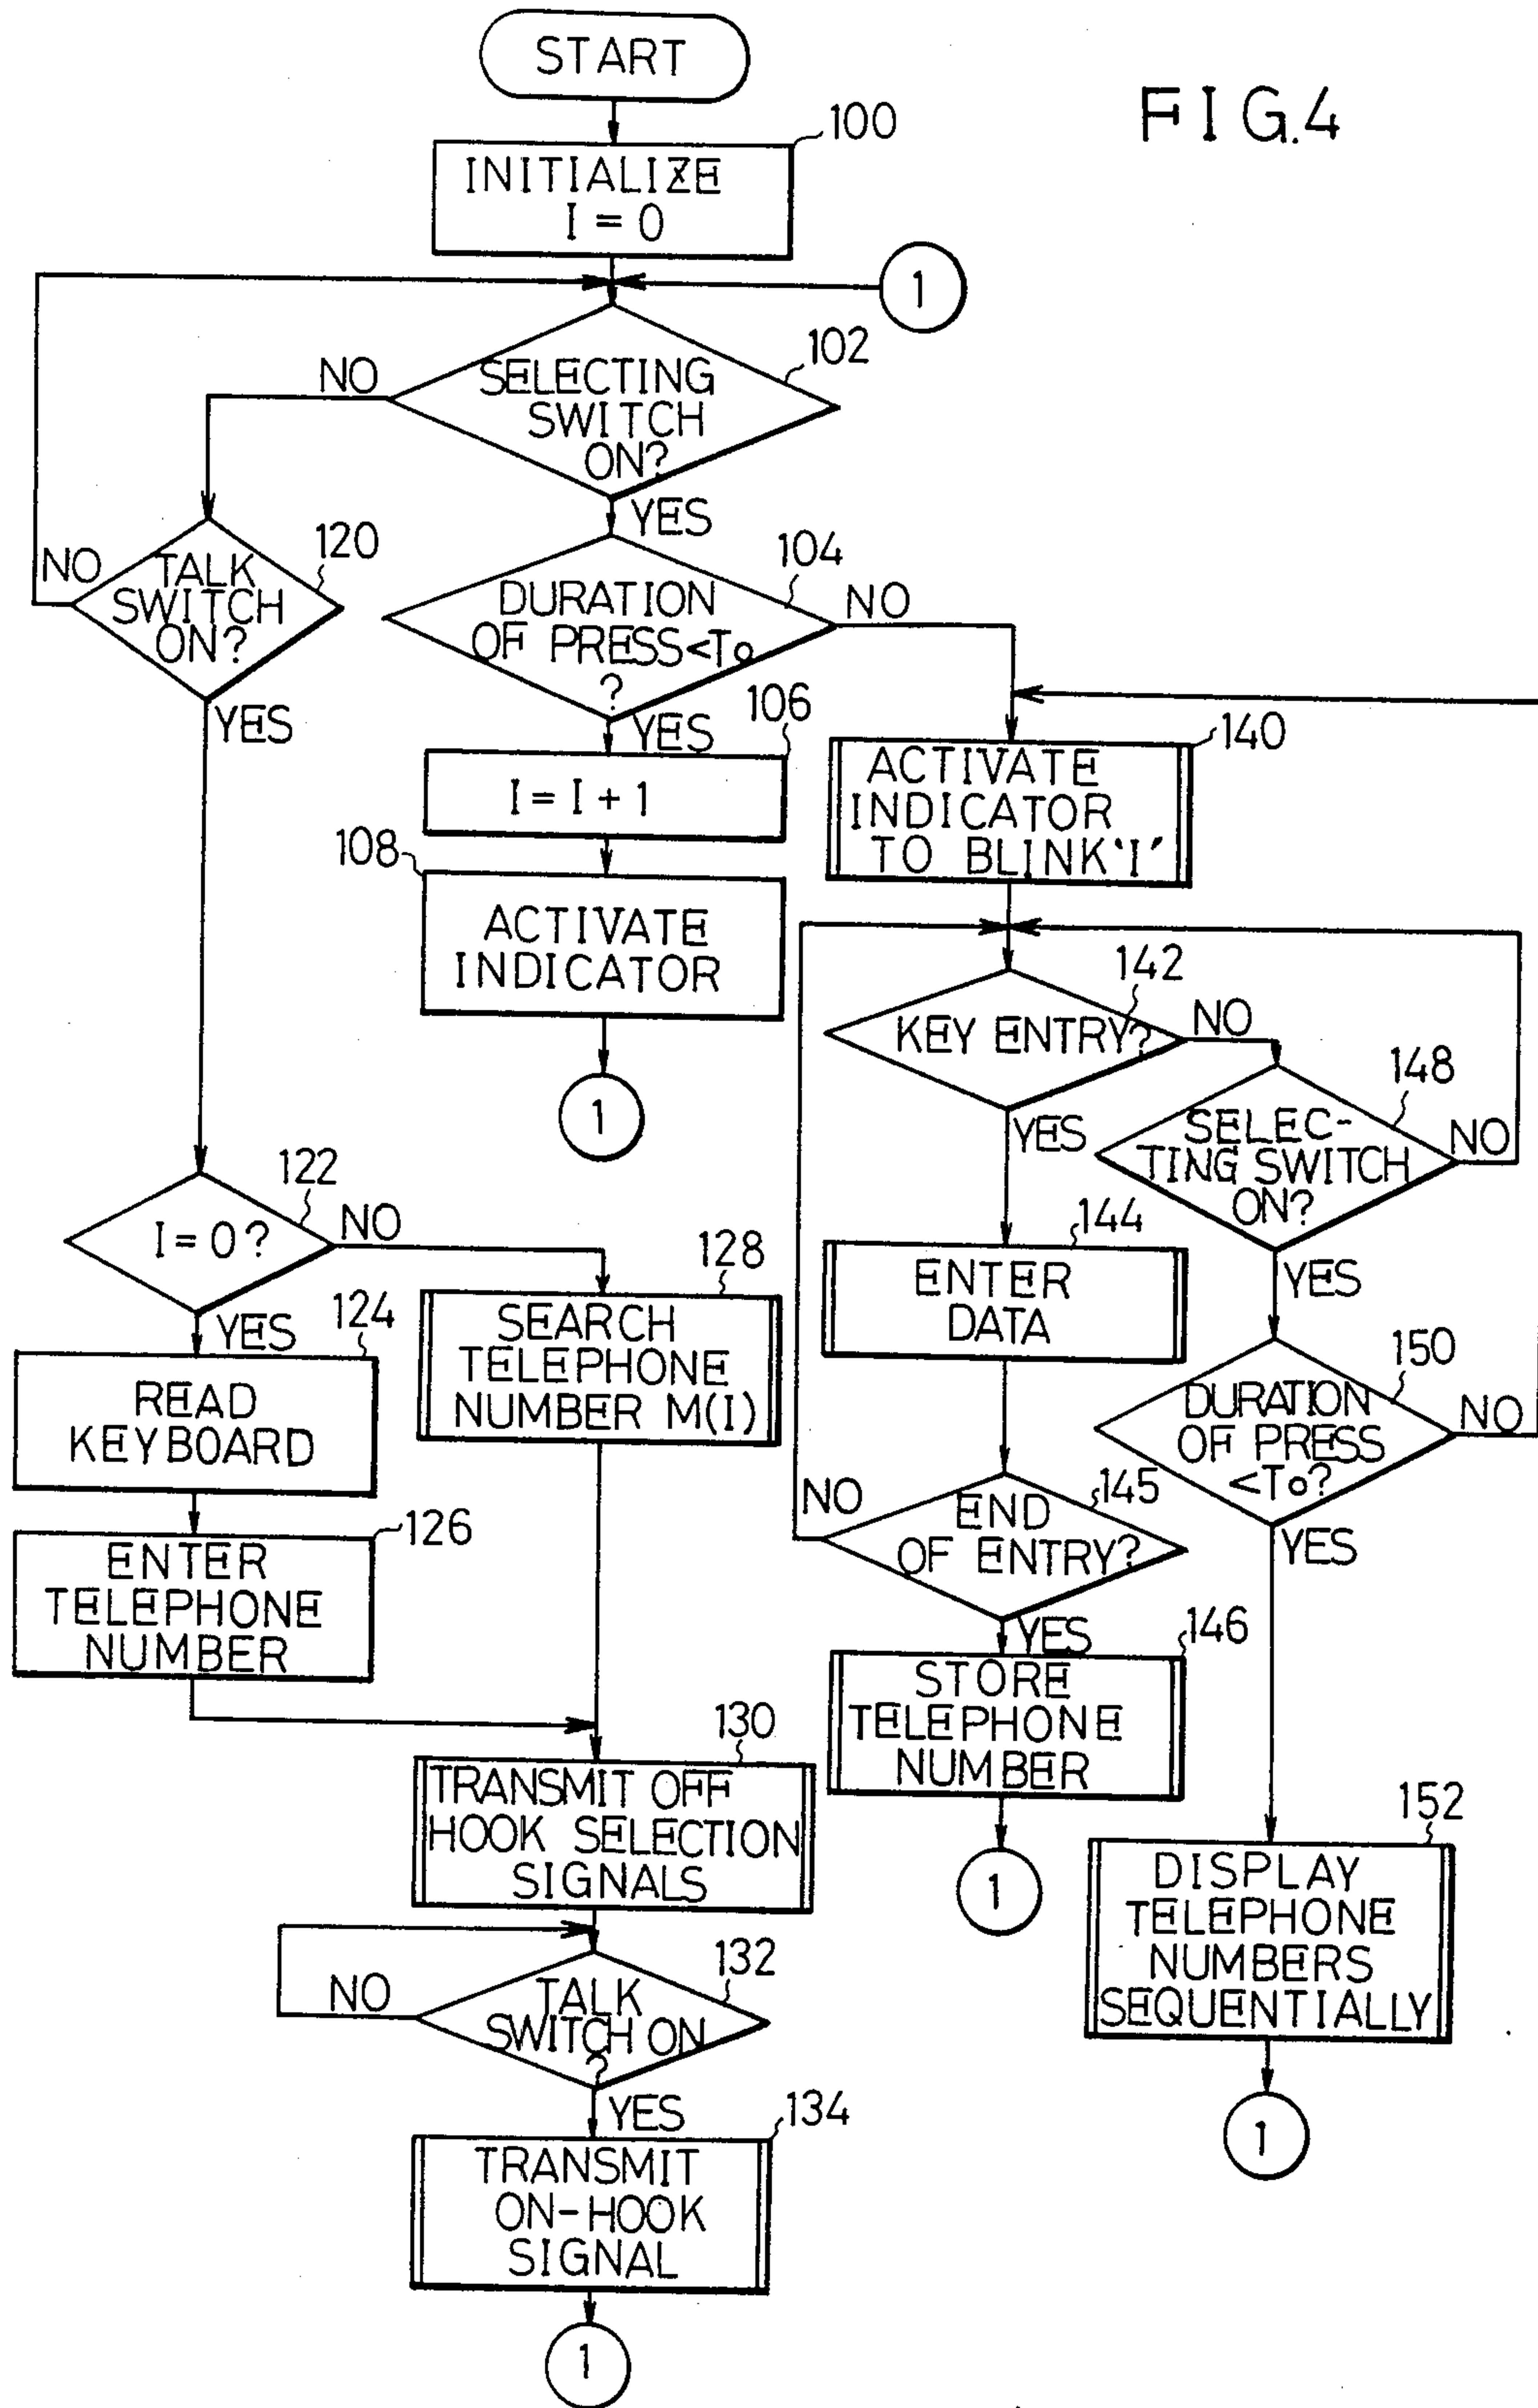 START
FIG.4
100
INITIALIZE
I = 0
1
102
NO
SELECTING
SWITCH
ON?
YES
120
NO
TALK
SWITCH
ON?
YES
104
DURATION
OF PRESS<To
?
NO
YES
106
I = I + 1
108
ACTIVATE
INDICATOR
1
140
ACTIVATE
INDICATOR
TO BLINK 'I'
142
KEY ENTRY?
NO
YES
148
SELEC-
TING SWITCH
ON?
NO
YES
122
I = 0 ?
NO
YES
124
READ
KEYBOARD
126
ENTER
TELEPHONE
NUMBER
128
SEARCH
TELEPHONE
NUMBER M(I)
144
ENTER
DATA
150
DURATION
OF PRESS
<To?
NO
YES
145
NO
END
OF ENTRY?
YES
146
STORE
TELEPHONE
NUMBER
1
130
TRANSMIT OFF
HOOK SELECTION
SIGNALS
132
NO
TALK
SWITCH ON
?
YES
134
TRANSMIT
ON-HOOK
SIGNAL
1
152
DISPLAY
TELEPHONE
NUMBERS
SEQUENTIALLY
1